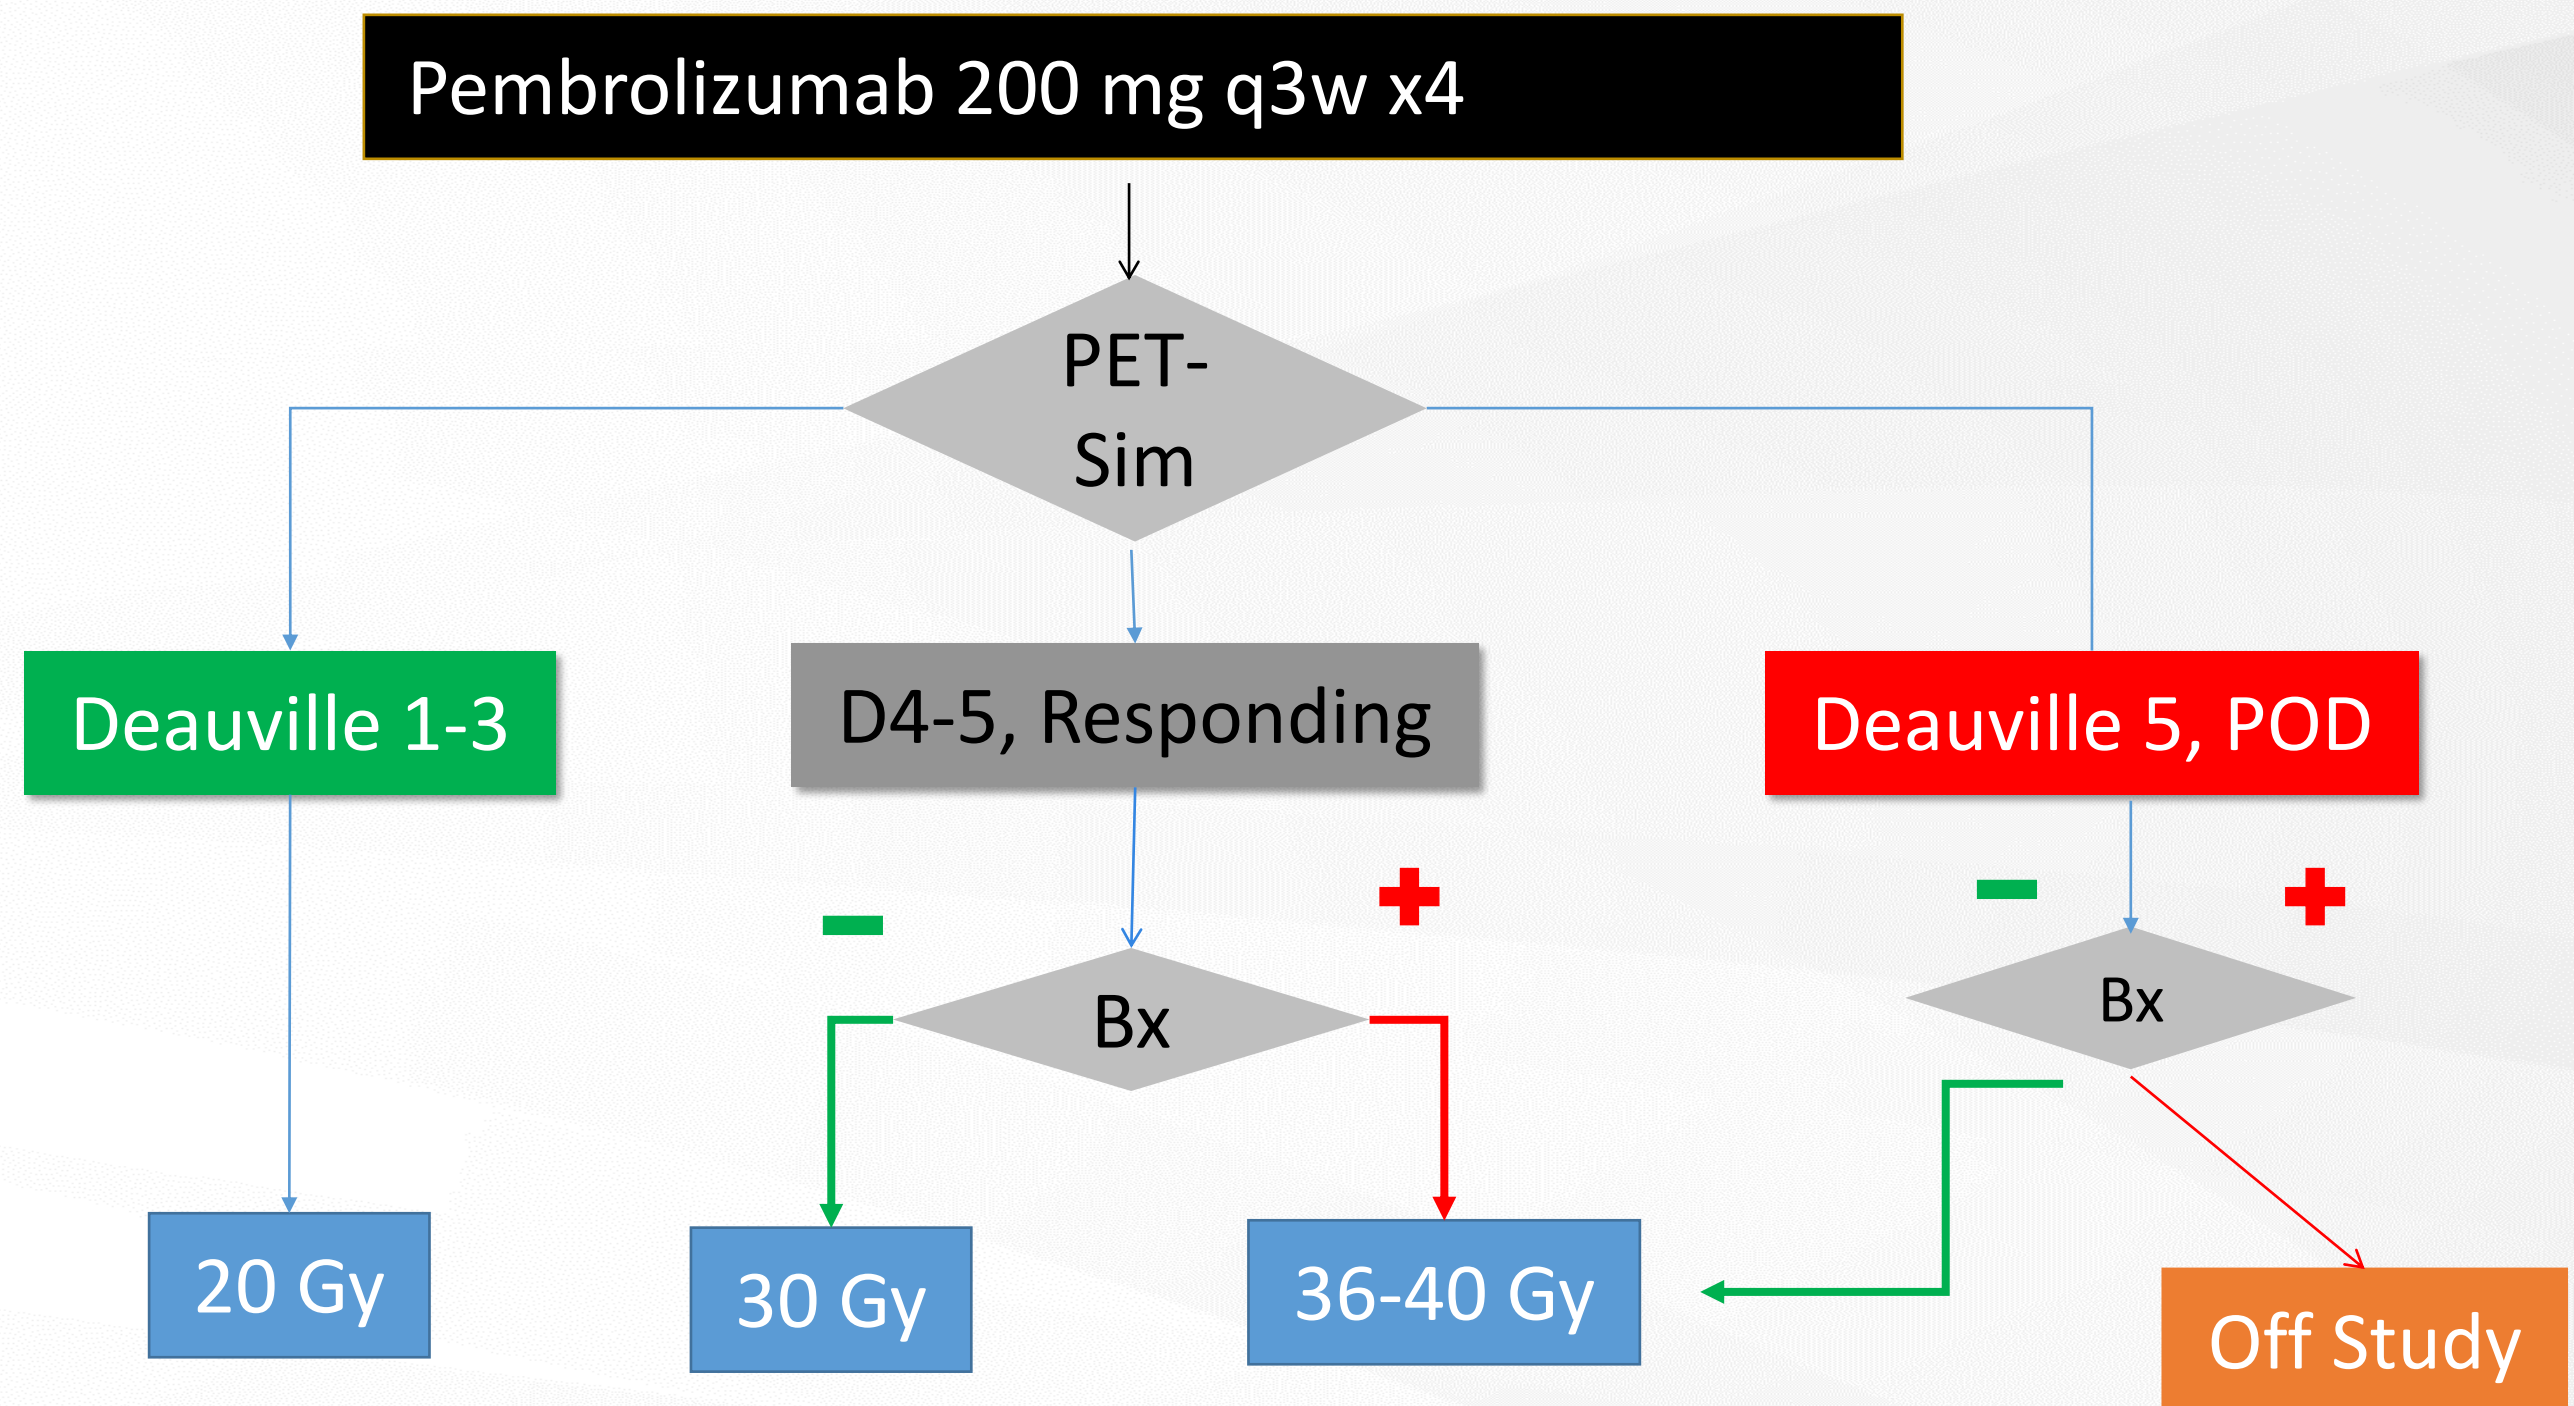 Pembrolizumab 200 mg q3w x4
PET-
Sim
Deauville 1-3
D4-5, Responding
Deauville 5, POD
Bx
Bx
20 Gy
30 Gy
36-40 Gy
Off Study